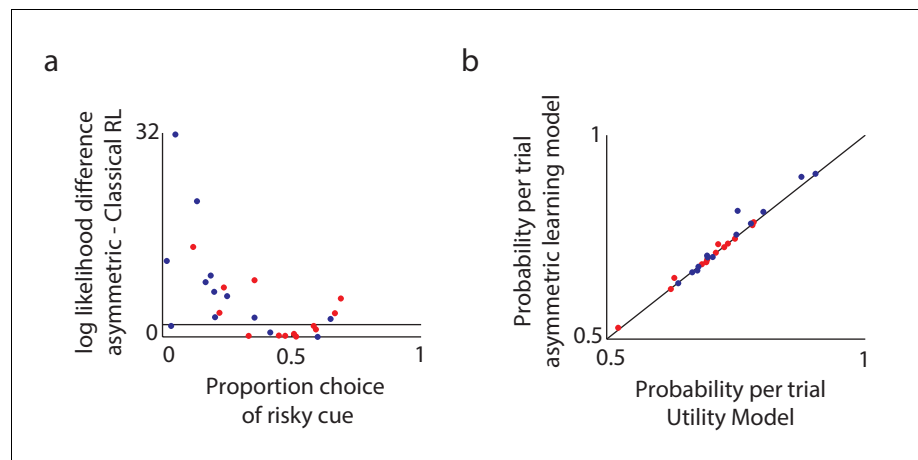 a
log likelihood difference
asymmetric - Classical RL
32
0
0
0.5
1
Proportion choice
of risky cue
b
Probability per trial
asymmetric learning model
1
0.5
0.5
1
Probability per trial
Utility Model